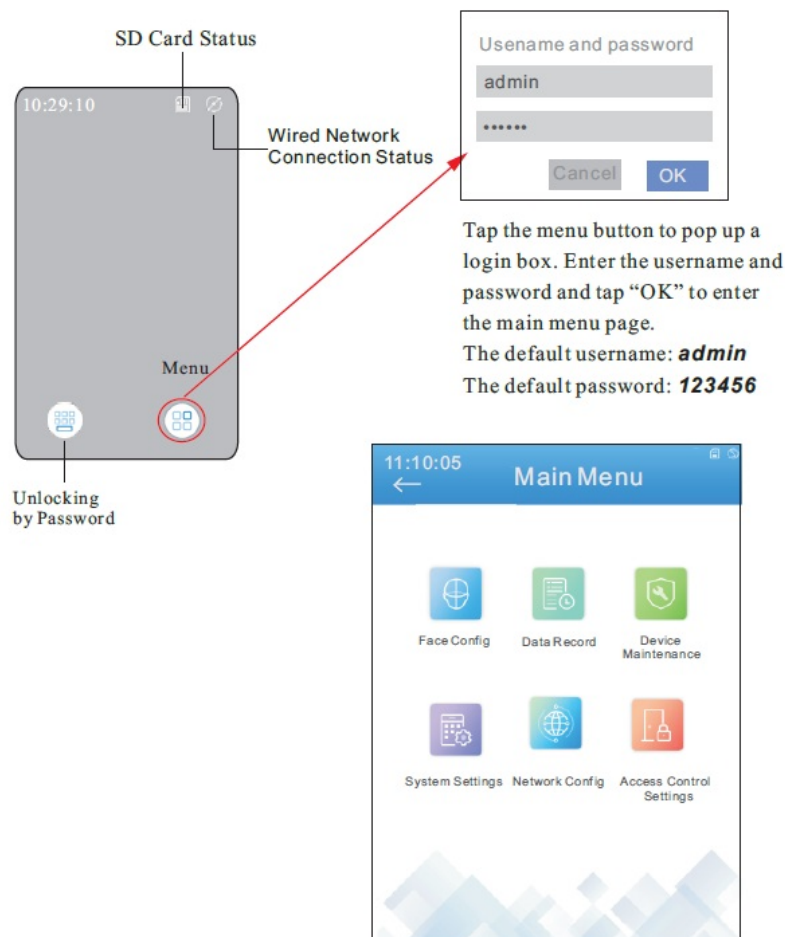 SD Card Status
10:29:10
Wired Network
Connection Status
Menu
Unlocking
by Password
Usename and password
admin
••••••
Cancel
OK
Tap the menu button to pop up a
login box. Enter the username and
password and tap “OK” to enter
the main menu page.
The default username: admin
The default password: 123456
11:10:05
Main Menu
Face Config
Data Record
Device
Maintenance
System Settings
Network Config
Access Control
Settings